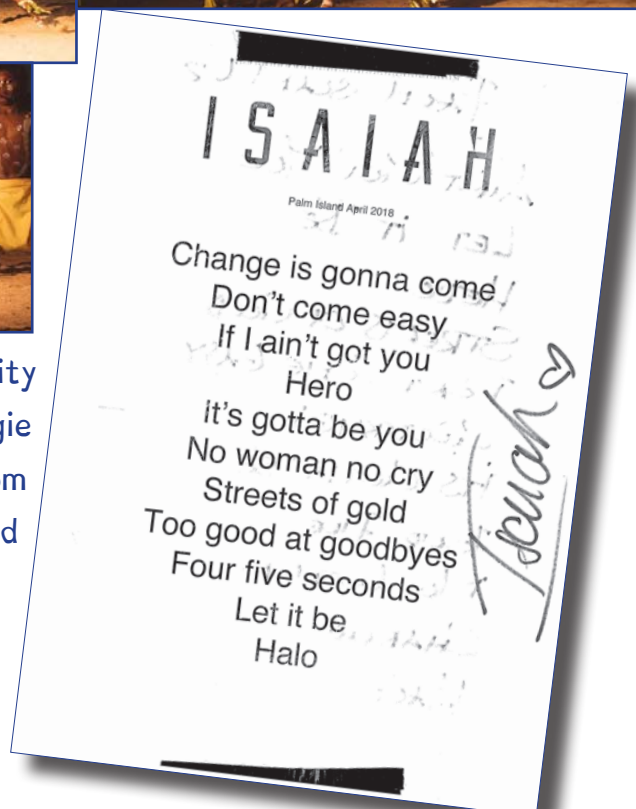 ISAIAH
Palm Island April 2018
Change is gonna come
Don't come easy
If I ain't got you
Hero
it's gotta be you
No woman no cry
Streets of gold
Too good at goodbyes
Four five seconds
Let it be
Halo
Isaiah
ity
gie
om
d